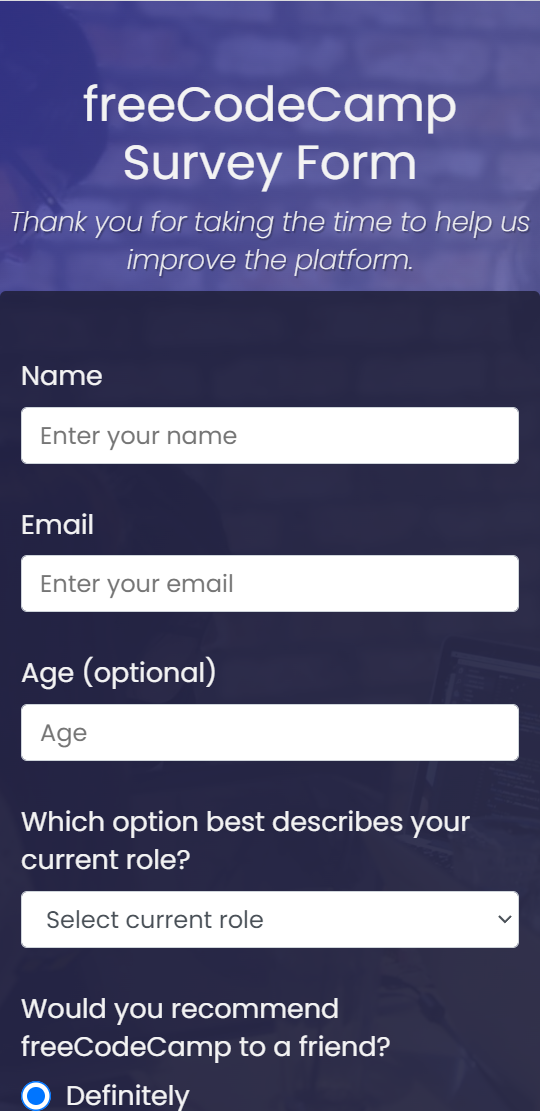 freeCodeCamp
Survey Form
Thank you for taking the time to help us
improve the platform.
Name
Enter your name
Email
Enter your email
Age (optional)
Age
Which option best describes your
current role?
Select current role
Would you recommend
freeCodeCamp to a friend?
Definitely